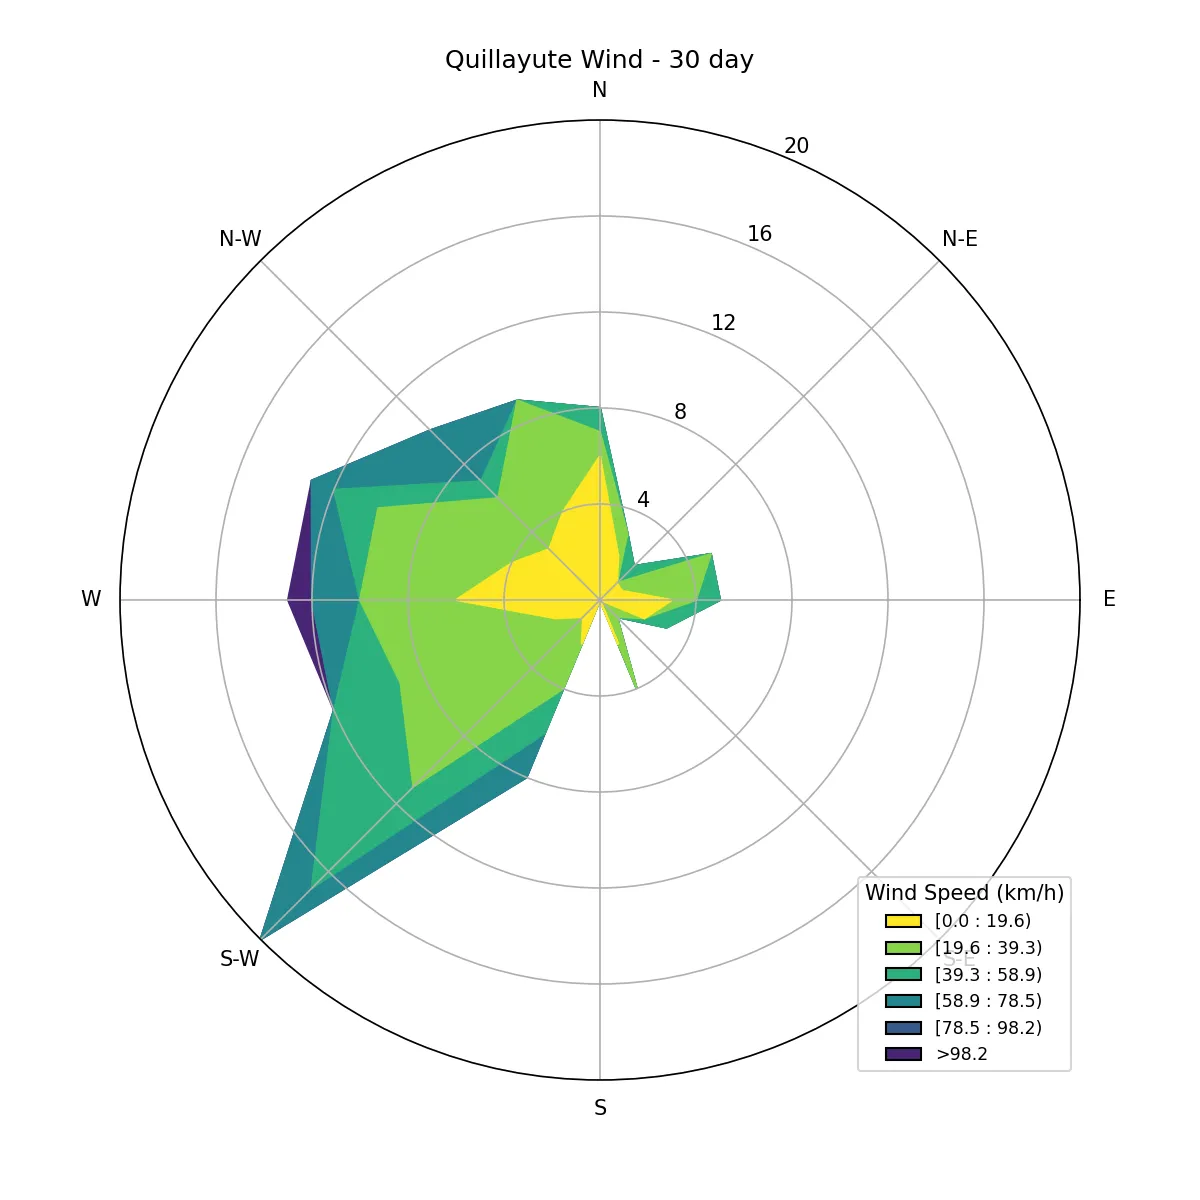 Quillayute Wind - 30 day
N
20
16
N-W
N-E
12
8
4
W
E
Wind Speed (km/h)
[0.0 : 19.6)
[19.6 : 39.3)
S-W
S-E
[39.3 : 58.9)
[58.9 : 78.5)
[78.5 : 98.2)
>98.2
S